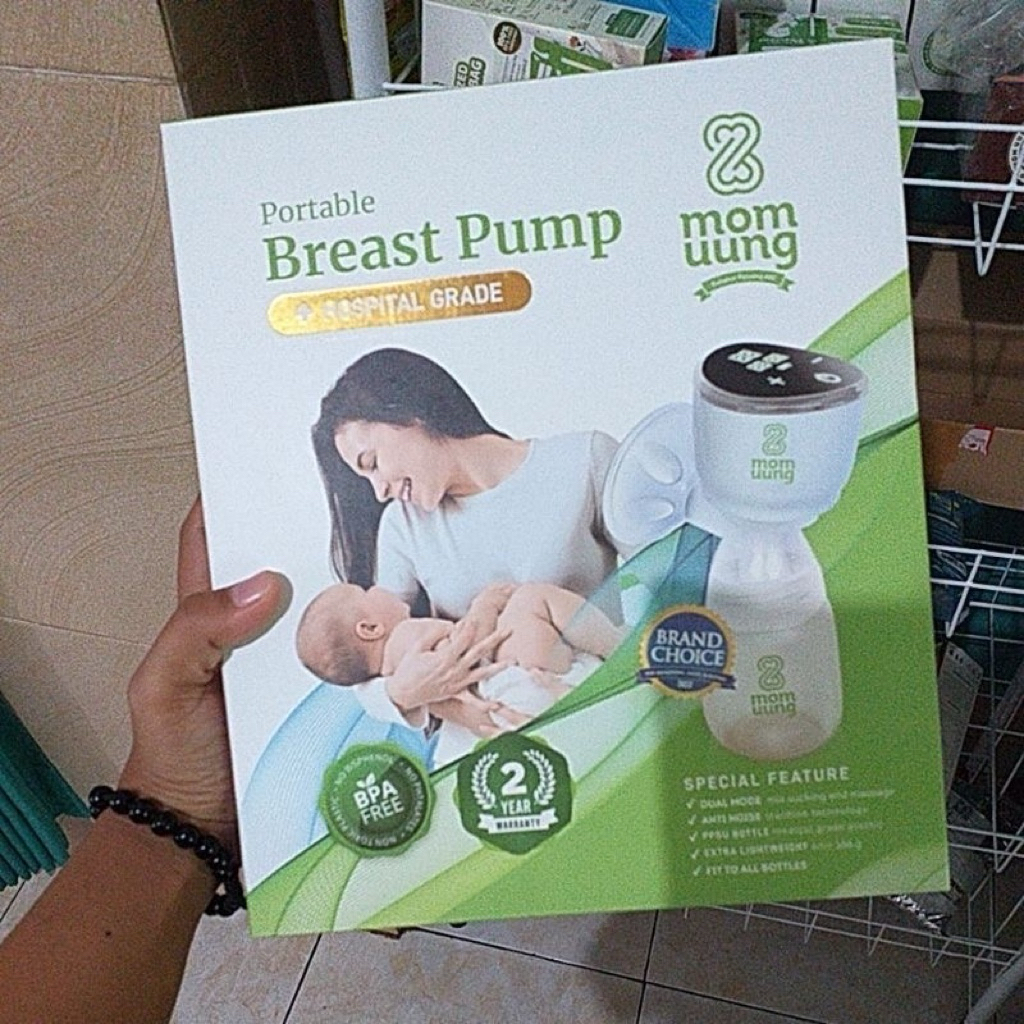 Portable
Breast Pump
HOSPITAL GRADE
mom
uung
mom
uung
BRAND
CHOICE
mom
uung
BPA
FREE
2
YEAR
WARRANTY
SPECIAL FEATURE
DUAL MODE
ANTI NOISE
PPSU BOTTLE
EXTRA LIGHTWEIGHT
FIT TO ALL BOTTLES